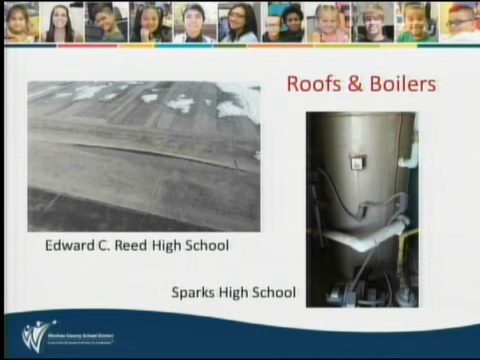 Roofs & Boilers
Edward C. Reed High School
Sparks High School
Washoe County School District